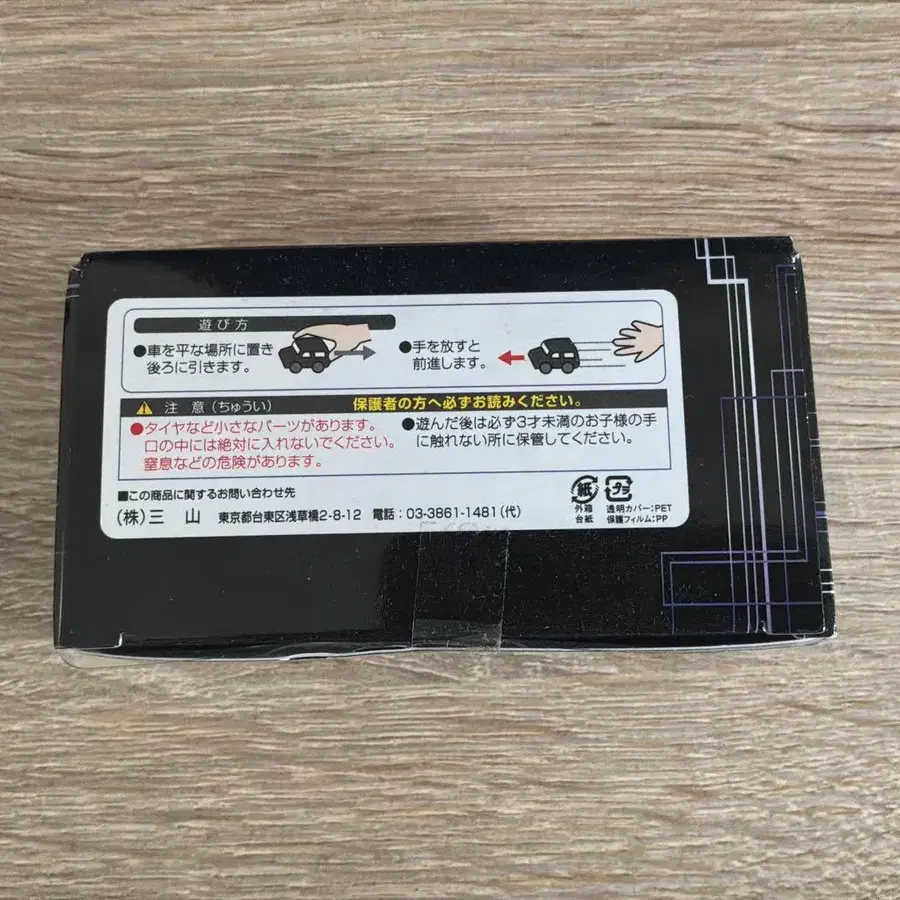 遊び方
●車を平な場所に置き
後ろに引きます。
●手を放すと
前進します。
注 意(ちゅうい) 保護者の方へ必ずお読みください。
●タイヤなど小さなパーツがあります。
口の中には絶対に入れないでください。
窒息などの危険があります。
●遊んだ後は必ず3才未満のお子様の手
に触れない所に保管してください。
■この商品に関するお問い合わせ先
(株)三 山 東京都台東区浅草橋2-8-12 電話:03-3861-1481(代)
紙
外箱
台紙
プラ
透明カバー:PET
保護フィルム:PP